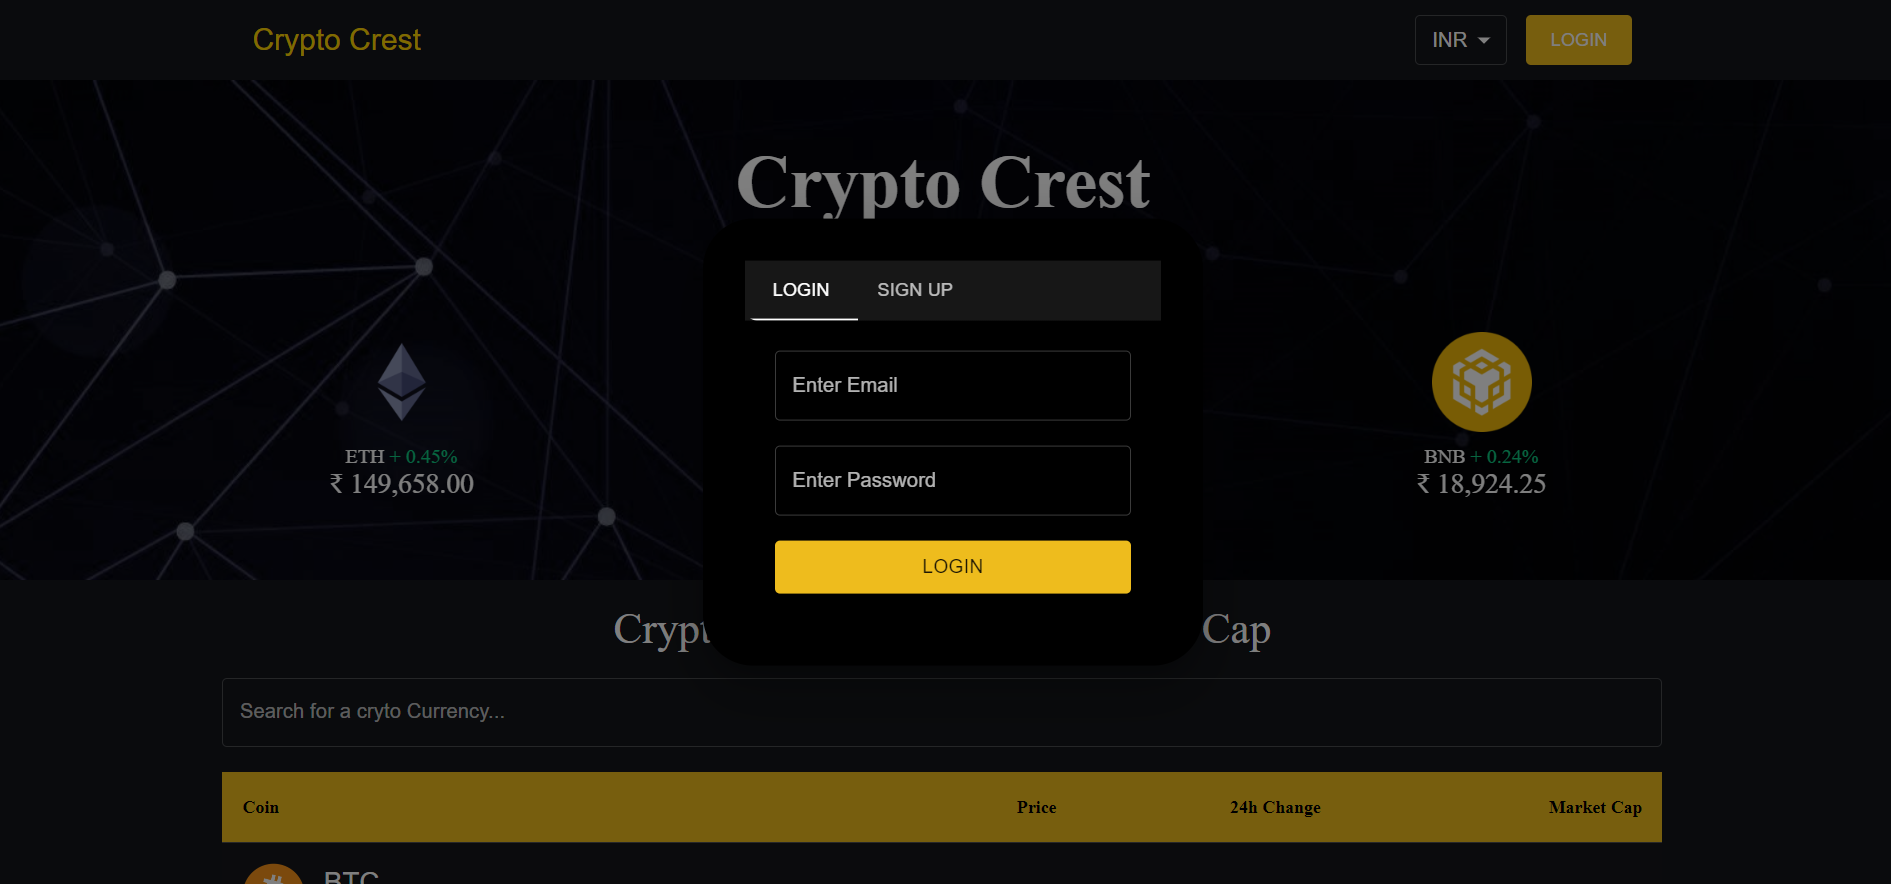 Crypto Crest
INR
LOGIN
Crypto Crest
LOGIN
SIGN UP
Enter Email
Enter Password
LOGIN
ETH + 0.45%
₹ 149,658.00
BNB + 0.24%
₹ 18,924.25
Cap
Search for a cryto Currency...
Coin
Price
24h Change
Market Cap
BTC